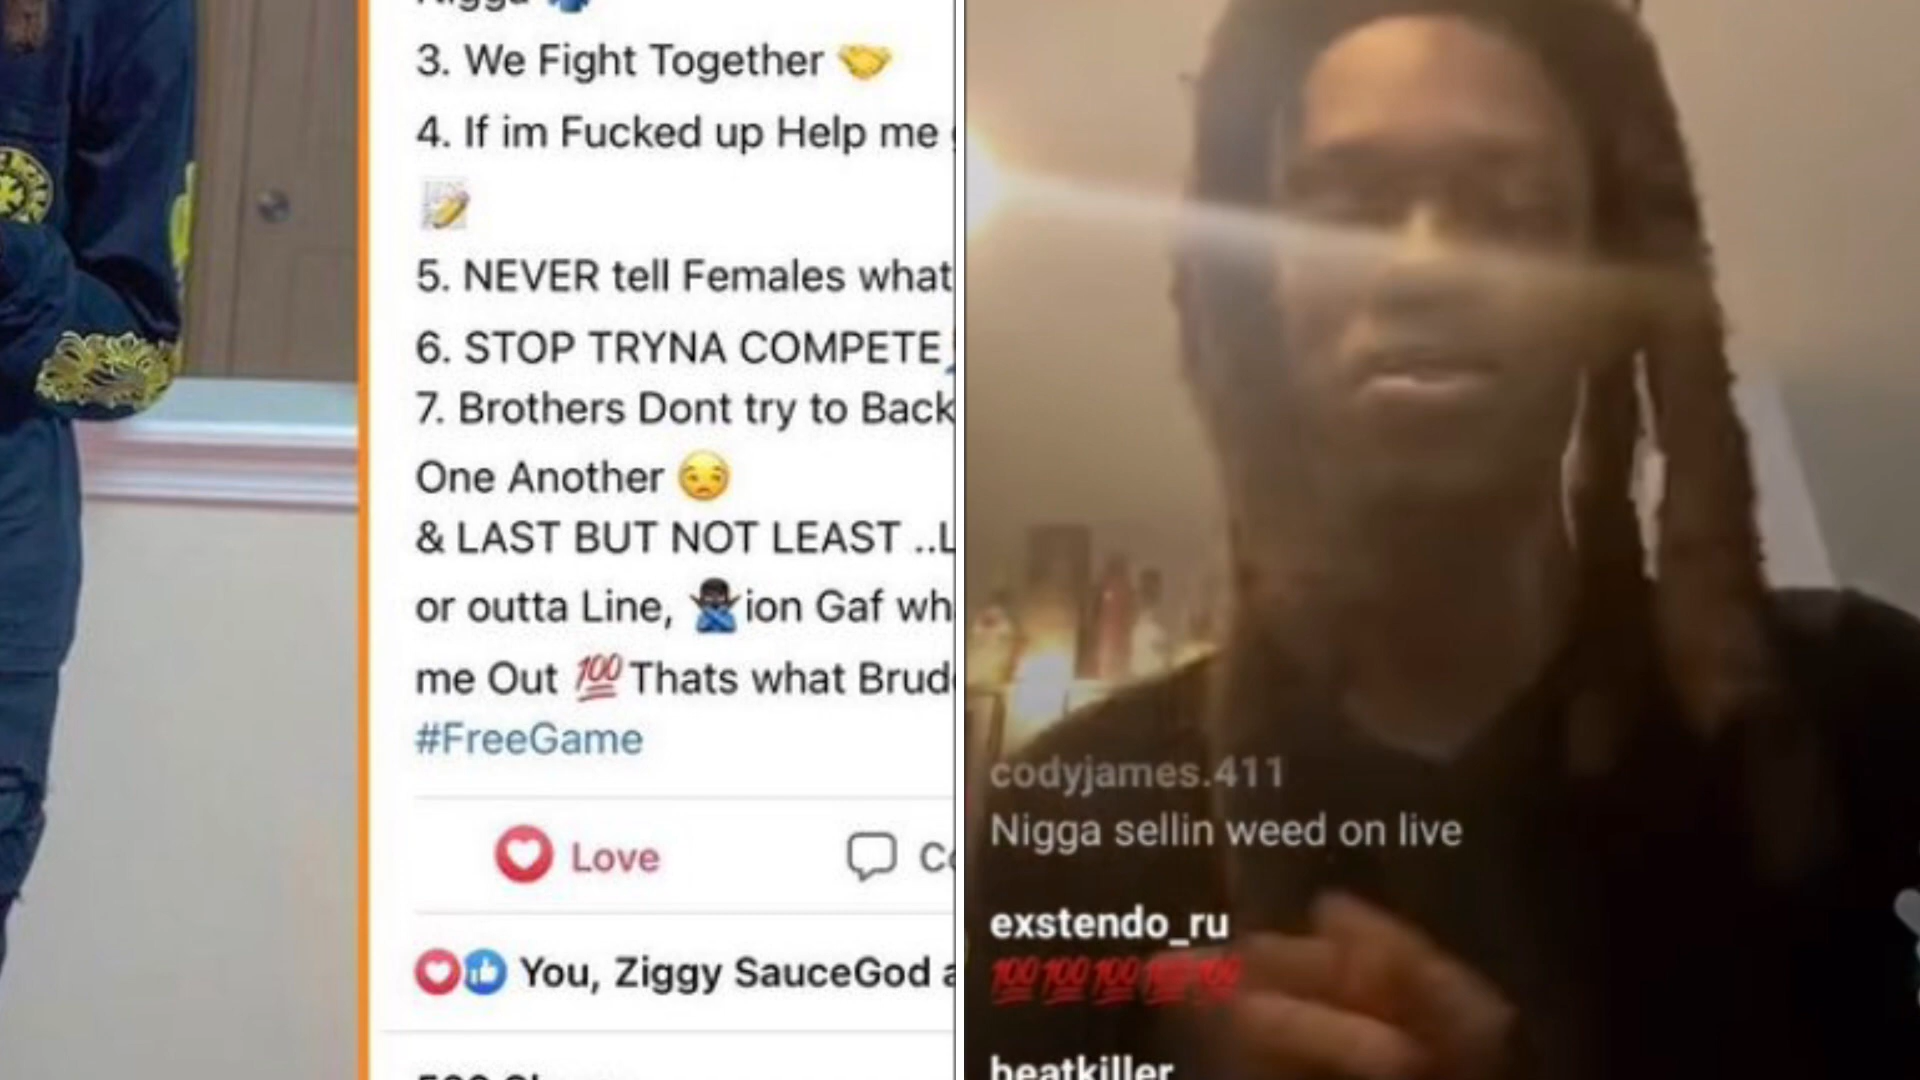 Nigga
3. We Fight Together
4. If im Fucked up Help me
5. NEVER tell Females what
6. STOP TRYNA COMPETE
7. Brothers Dont try to Back
One Another
& LAST BUT NOT LEAST ..L
or outta Line, ion Gaf wh
me Out 💯 Thats what Brud
#FreeGame
Love
You, Ziggy SauceGod a
codyjames.411
Nigga sellin weed on live
exstendo_ru
💯💯💯💯💯
beatkiller